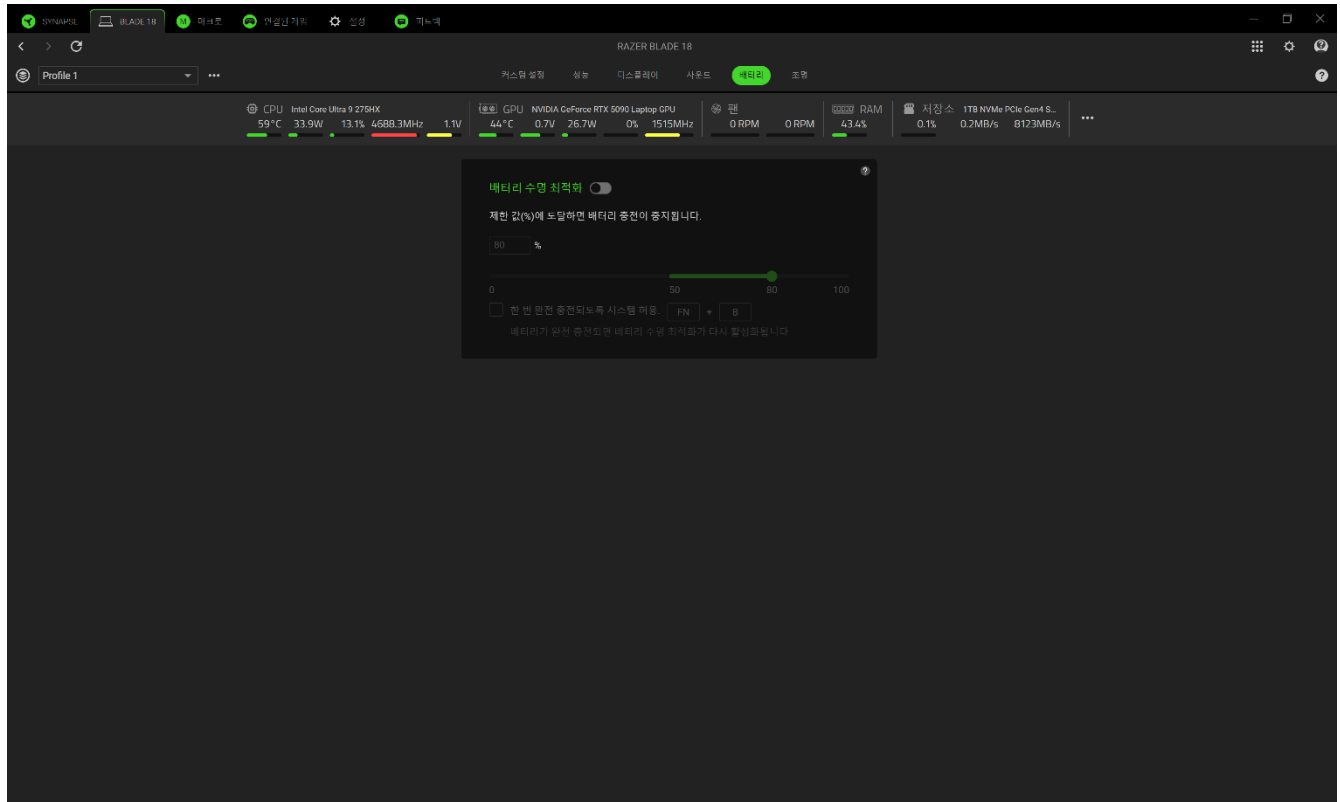 SYNAPSE BLADE 18 M 매크로 연결된 기악 설정 피드백
RAZER BLADE 18
Profile 1 커스텀 설정 성능 디스플레이 사운드 배터리 조명
CPU Intel Core Ultra 9 275HX GPU NVIDIA GeForce RTX 5090 Laptop GPU 팬 RAM 저장소 1TB NVMe PCIe Gen4 S...
59°C 33.9W 13.1% 4688.3MHz 1.1V 44°C 0.7V 26.7W 0% 1515MHz 0 RPM 0 RPM 43.4% 0.1% 0.2MB/s 8123MB/s
배터리 수명 최적화
제한 값(%)에 도달하면 배터리 충전이 중지됩니다.
80 %
0 50 80 100
한 번 완전 충전되도록 시스템 허용. FN + B
배터리가 완전 충전되면 배터리 수명 최적화가 다시 활성화됩니다